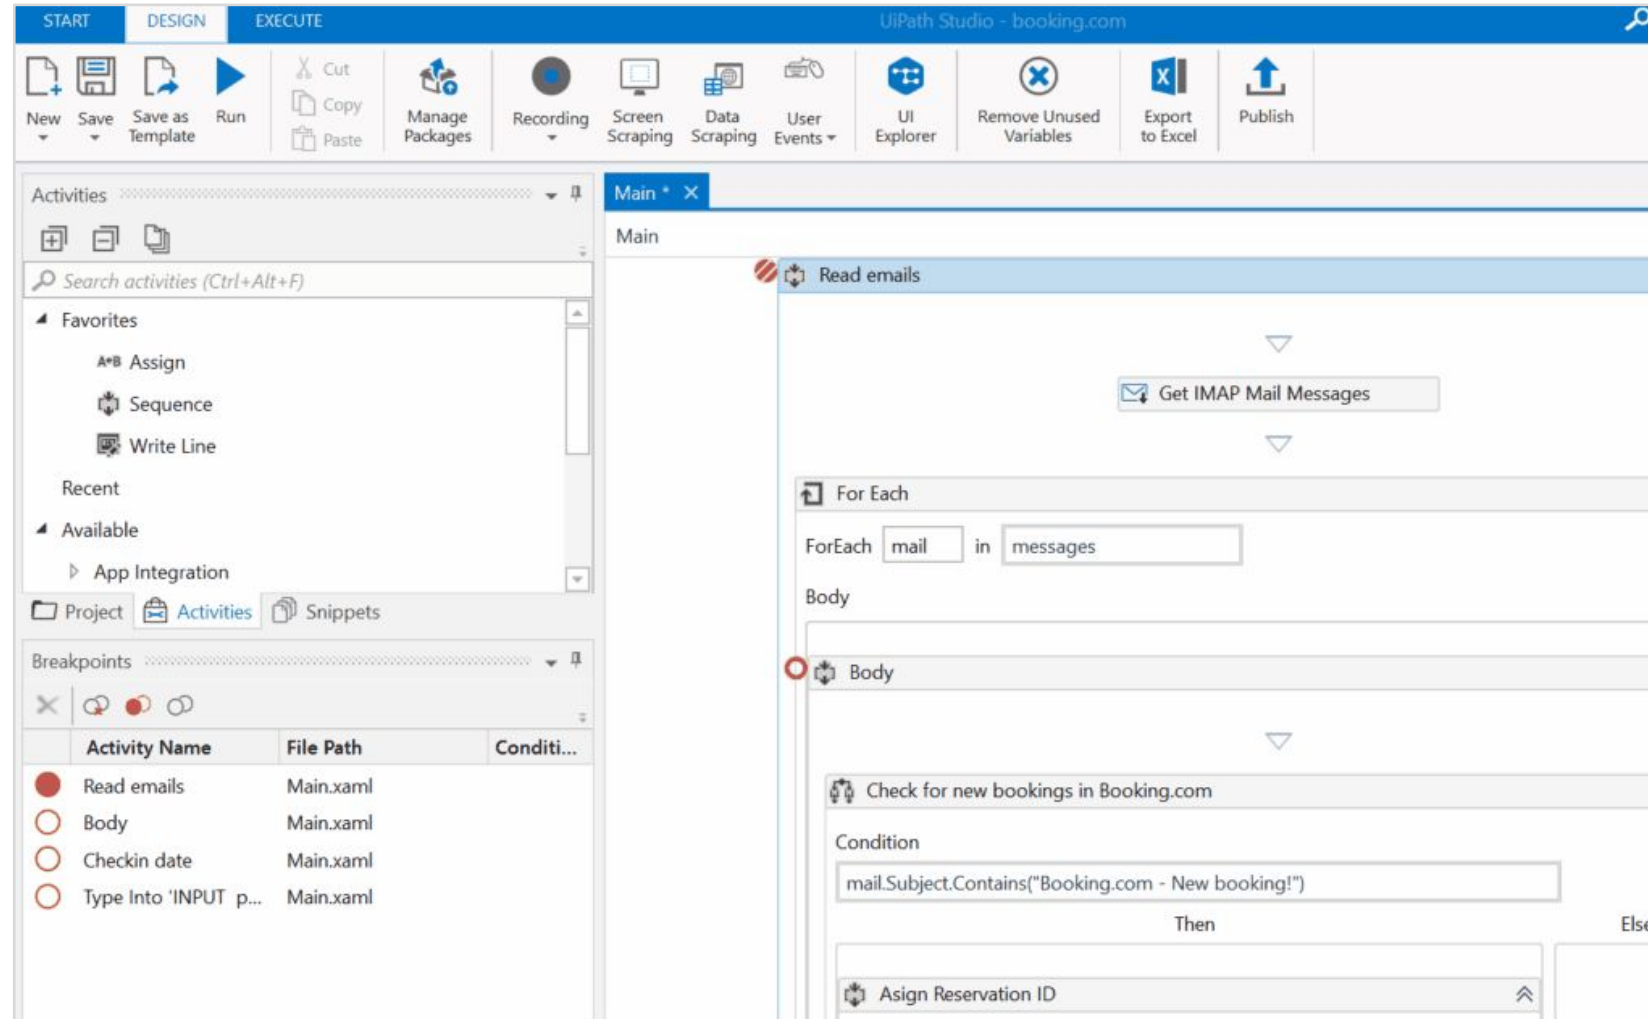 START DESIGN EXECUTE UiPath Studio - booking.com
New Save Save as Template Run Cut Copy Paste Manage Packages Recording Screen Scraping Data Scraping User Events UI Explorer Remove Unused Variables Export to Excel Publish
Activities
Search activities (Ctrl+Alt+F)
Favorites
A+B Assign
Sequence
Write Line
Recent
Available
App Integration
Project Activities Snippets
Breakpoints
Activity Name File Path Conditi...
Read emails Main.xaml
Body Main.xaml
Checkin date Main.xaml
Type Into 'INPUT p... Main.xaml
Main *
Main
Read emails
Get IMAP Mail Messages
For Each
ForEach mail in messages
Body
Body
Check for new bookings in Booking.com
Condition
mail.Subject.Contains("Booking.com - New booking!")
Then Else
Asign Reservation ID